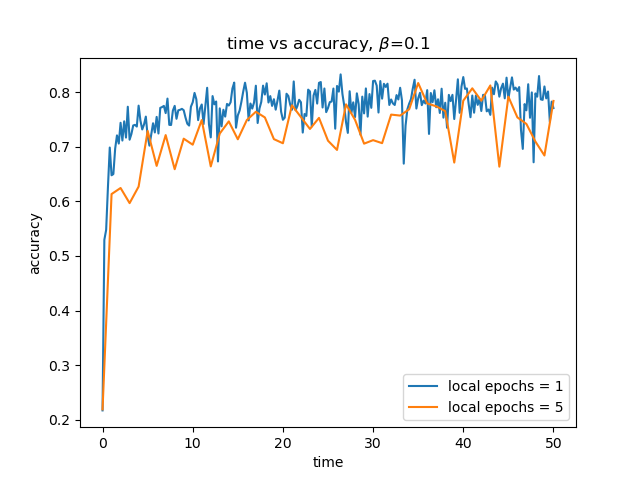 time vs accuracy, β=0.1
accuracy
0.8
0.7
0.6
0.5
0.4
0.3
0.2
local epochs = 1
local epochs = 5
0 10 20 30 40 50
time